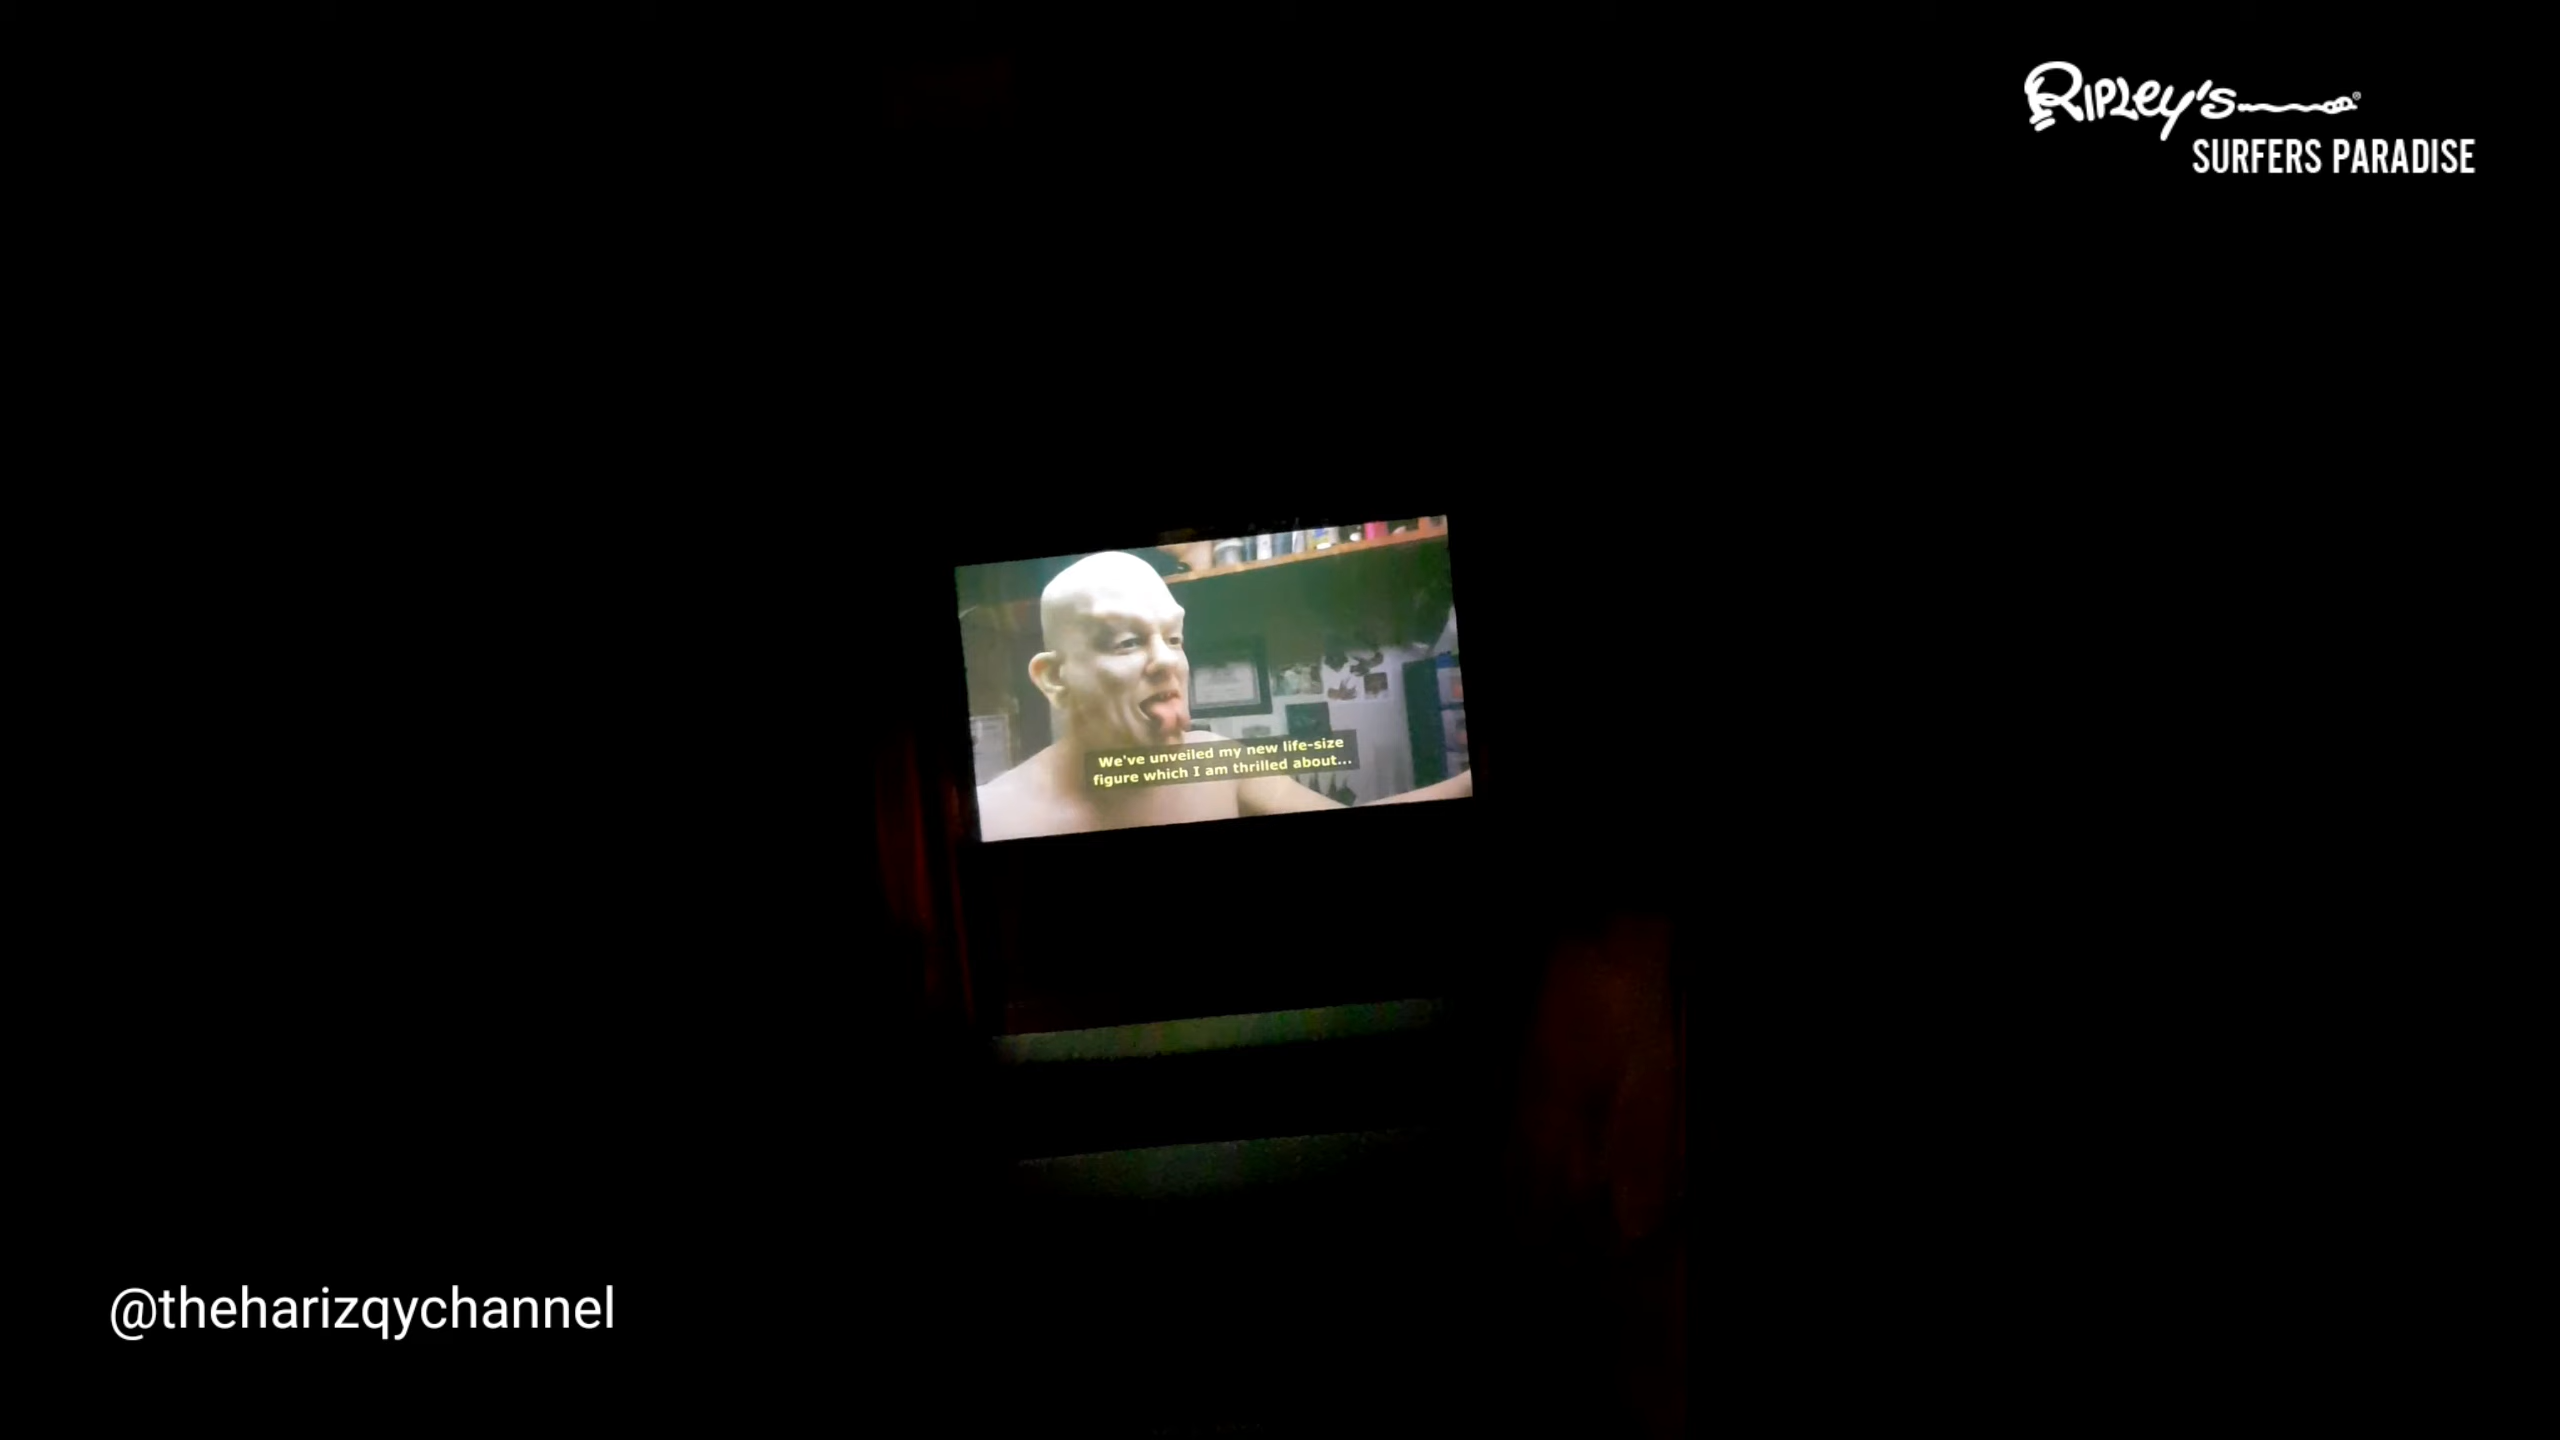 Ripley's
SURFERS PARADISE
We've unveiled my new life-size
figure which I am thrilled about...
@theharizqychannel